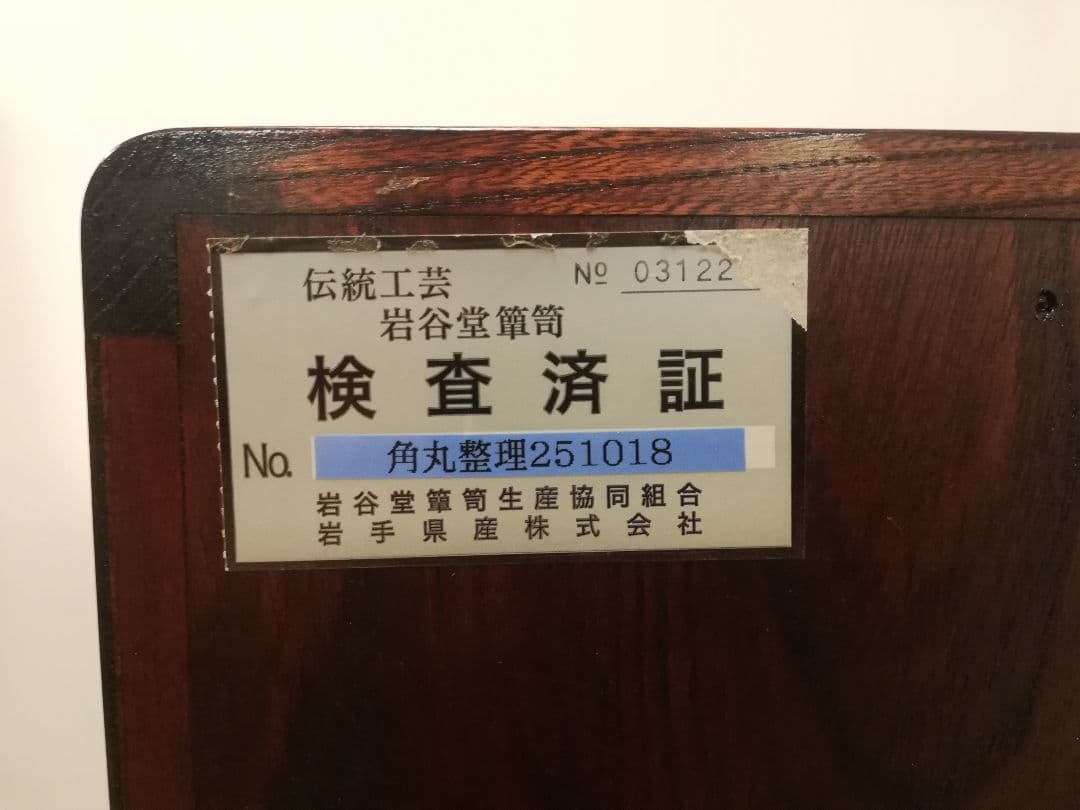 伝統工芸 № 03122
岩谷堂簞笥
検査済証
No. 角丸整理251018
岩谷堂簞笥生産協同組合
岩手県産株式会社